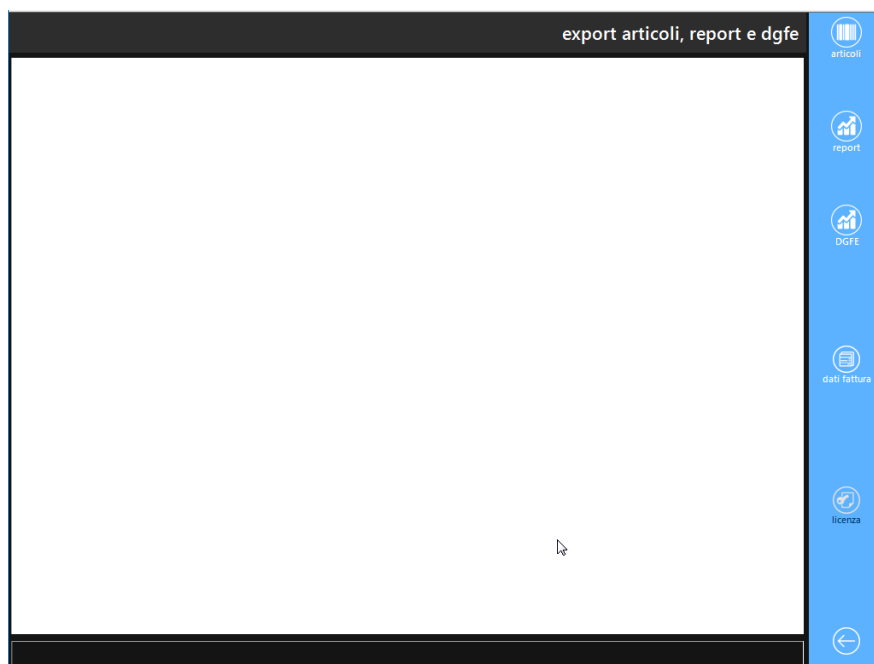 export articoli, report e dgfe
articoli
report
DGFE
dati fattura
licenza